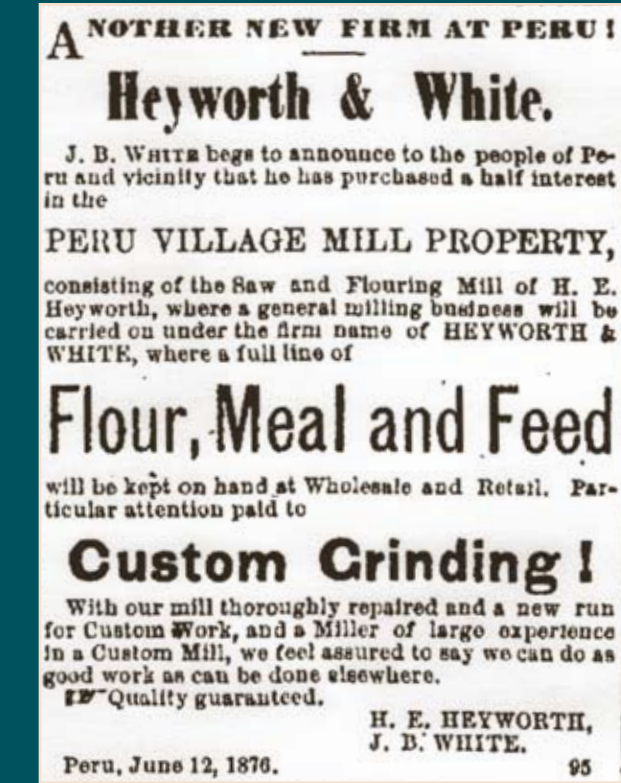 ANOTHER NEW FIRM AT PERU!
Heyworth & White.
J. B. WHITE begs to announce to the people of Pe-
ru and vicinity that he has purchased a half interest
in the
PERU VILLAGE MILL PROPERTY,
consisting of the Saw and Flouring Mill of H. E.
Heyworth, where a general milling business will be
carried on under the firm name of HEYWORTH &
WHITE, where a full line of
Flour, Meal and Feed
will be kept on hand at Wholesale and Retail. Par-
ticular attention paid to
Custom Grinding!
With our mill thoroughly repaired and a new run
for Custom Work, and a Miller of large experience
in a Custom Mill, we feel assured to say we can do as
good work as can be done elsewhere.
☞Quality guaranteed.
H. E. HEYWORTH,
J. B. WHITE.
Peru, June 12, 1876. 95